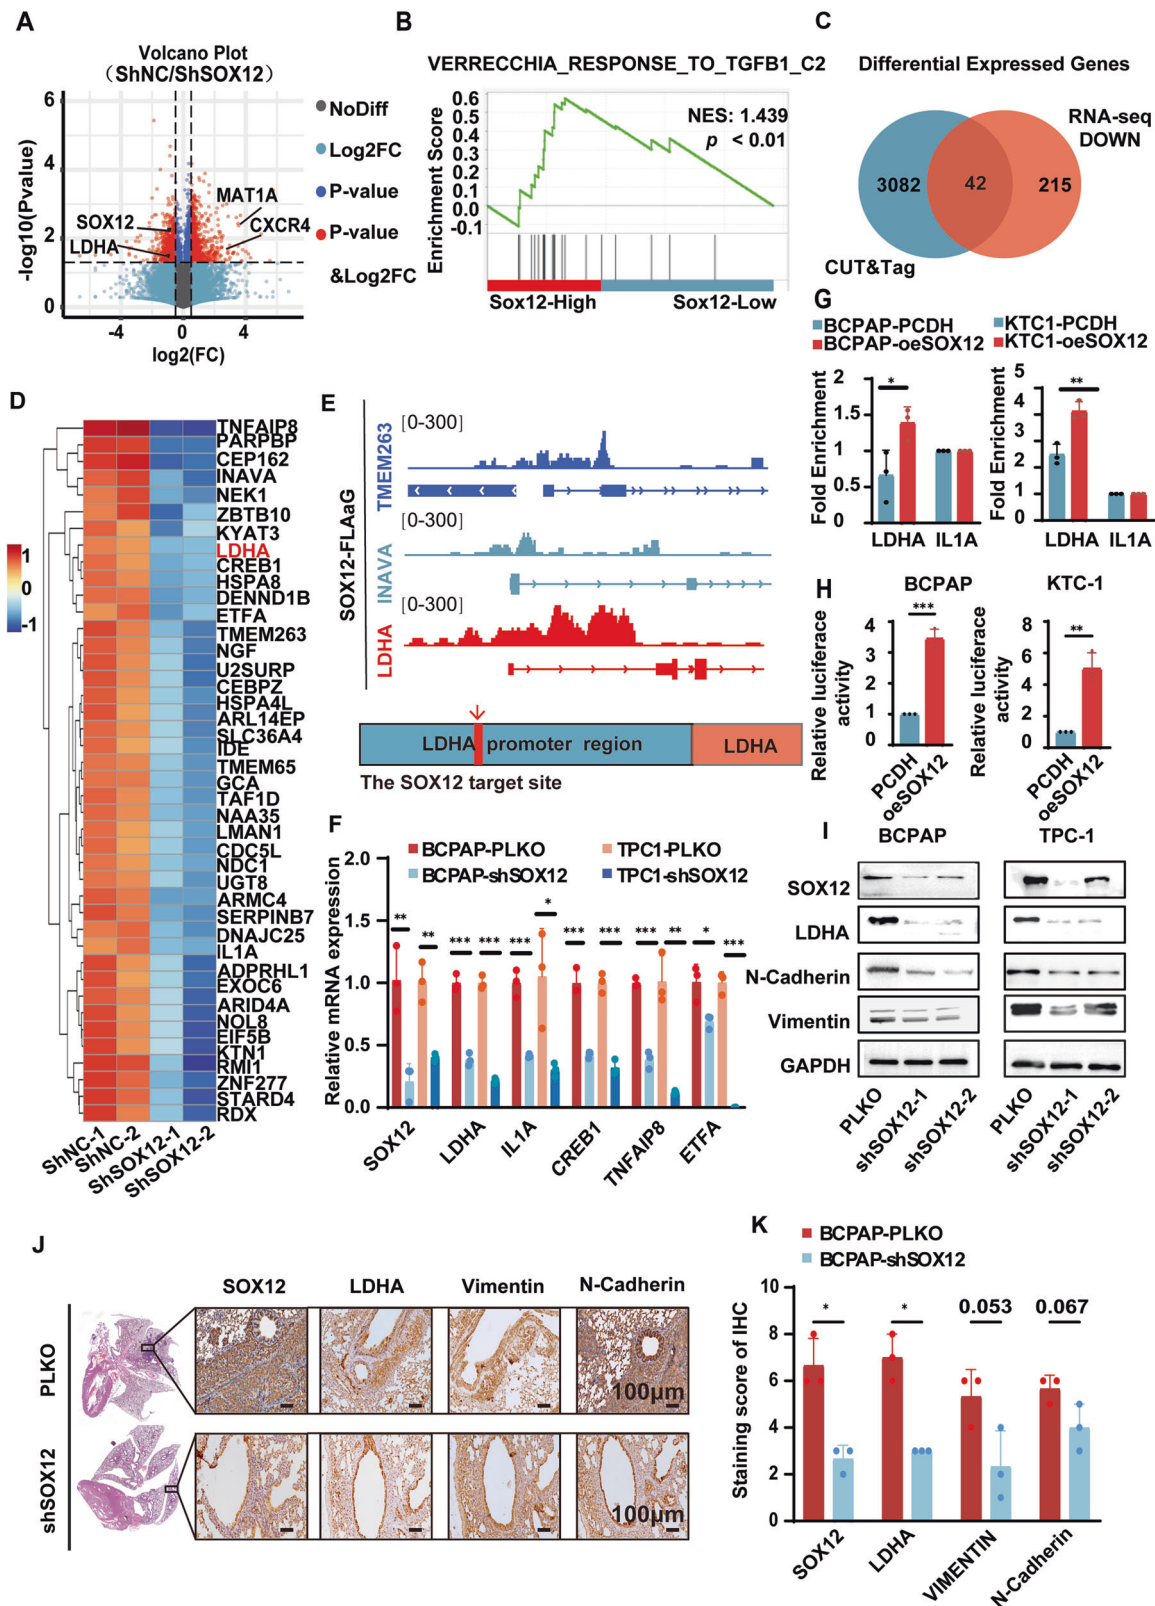 A
Volcano Plot
(ShNC/ShSOX12)
6
4
2
0
-log10(Pvalue)
-4
0
4
log2(FC)
SOX12
LDHA
MAT1A
CXCR4
NoDiff
Log2FC
P-value
P-value
&Log2FC
B
VERRECCHIA_RESPONSE_TO_TGFB1_C2
Enrichment Score
0.6
0.5
0.4
0.3
0.2
0.1
0.0
-0.1
NES: 1.439
p < 0.01
Sox12-High
Sox12-Low
C
Differential Expressed Genes
RNA-seq
DOWN
3082
42
215
CUT&Tag
D
1
0
-1
TNFAIP8
PARPBP
CEP162
INAVA
NEK1
ZBTB10
KYAT3
LDHA
CREB1
HSPA8
DENND1B
ETFA
TMEM263
NGF
U2SURP
CEBPZ
HSPA4L
ARL14EP
SLC36A4
IDE
TMEM65
GCA
TAF1D
NAA35
LMAN1
CDC5L
NDC1
UGT8
ARMC4
SERPINB7
DNAJC25
IL1A
ADPRHL1
EXOC6
ARID4A
NOL8
EIF5B
KTN1
RMI1
ZNF277
STARD4
RDX
ShNC-1
ShNC-2
ShSOX12-1
ShSOX12-2
E
SOX12-FLAaG
TMEM263
[0-300]
INAVA
[0-300]
LDHA
[0-300]
LDHA promoter region
LDHA
The SOX12 target site
F
BCPAP-PLKO
TPC1-PLKO
BCPAP-shSOX12
TPC1-shSOX12
Relative mRNA expression
2.0
1.5
1.0
0.5
0.0
**
**
***
***
***
*
***
***
***
**
*
***
SOX12
LDHA
IL1A
CREB1
TNFAIP8
ETFA
G
BCPAP-PCDH
BCPAP-oeSOX12
KTC1-PCDH
KTC1-oeSOX12
Fold Enrichment
2
1.5
1
0.5
0
*
LDHA
IL1A
Fold Enrichment
5
4
3
2
1
0
**
LDHA
IL1A
H
BCPAP
Relative luciferace
activity
4
3
2
1
0
***
PCDH
oeSOX12
KTC-1
Relative luciferace
activity
8
6
4
2
0
**
PCDH
oeSOX12
I
BCPAP
TPC-1
SOX12
LDHA
N-Cadherin
Vimentin
GAPDH
PLKO
shSOX12-1
shSOX12-2
PLKO
shSOX12-1
shSOX12-2
J
SOX12
LDHA
Vimentin
N-Cadherin
PLKO
100μm
shSOX12
100μm
K
BCPAP-PLKO
BCPAP-shSOX12
Staining score of IHC
10
8
6
4
2
0
*
*
0.053
0.067
SOX12
LDHA
VIMENTIN
N-Cadherin